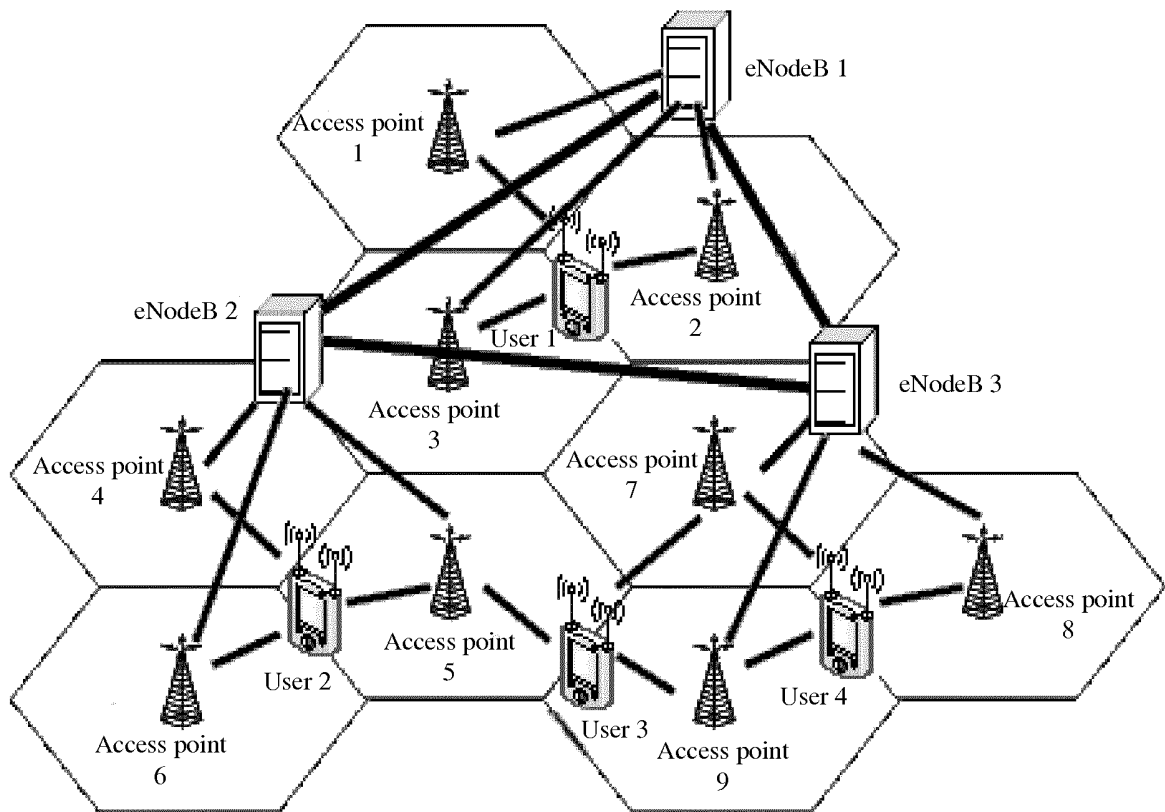 eNodeB 1
Access point
1
Access point
2
eNodeB 2
User 1
eNodeB 3
Access point
3
Access point
4
Access point
7
Access point
8
Access point
5
User 2
User 4
User 3
Access point
6
Access point
9